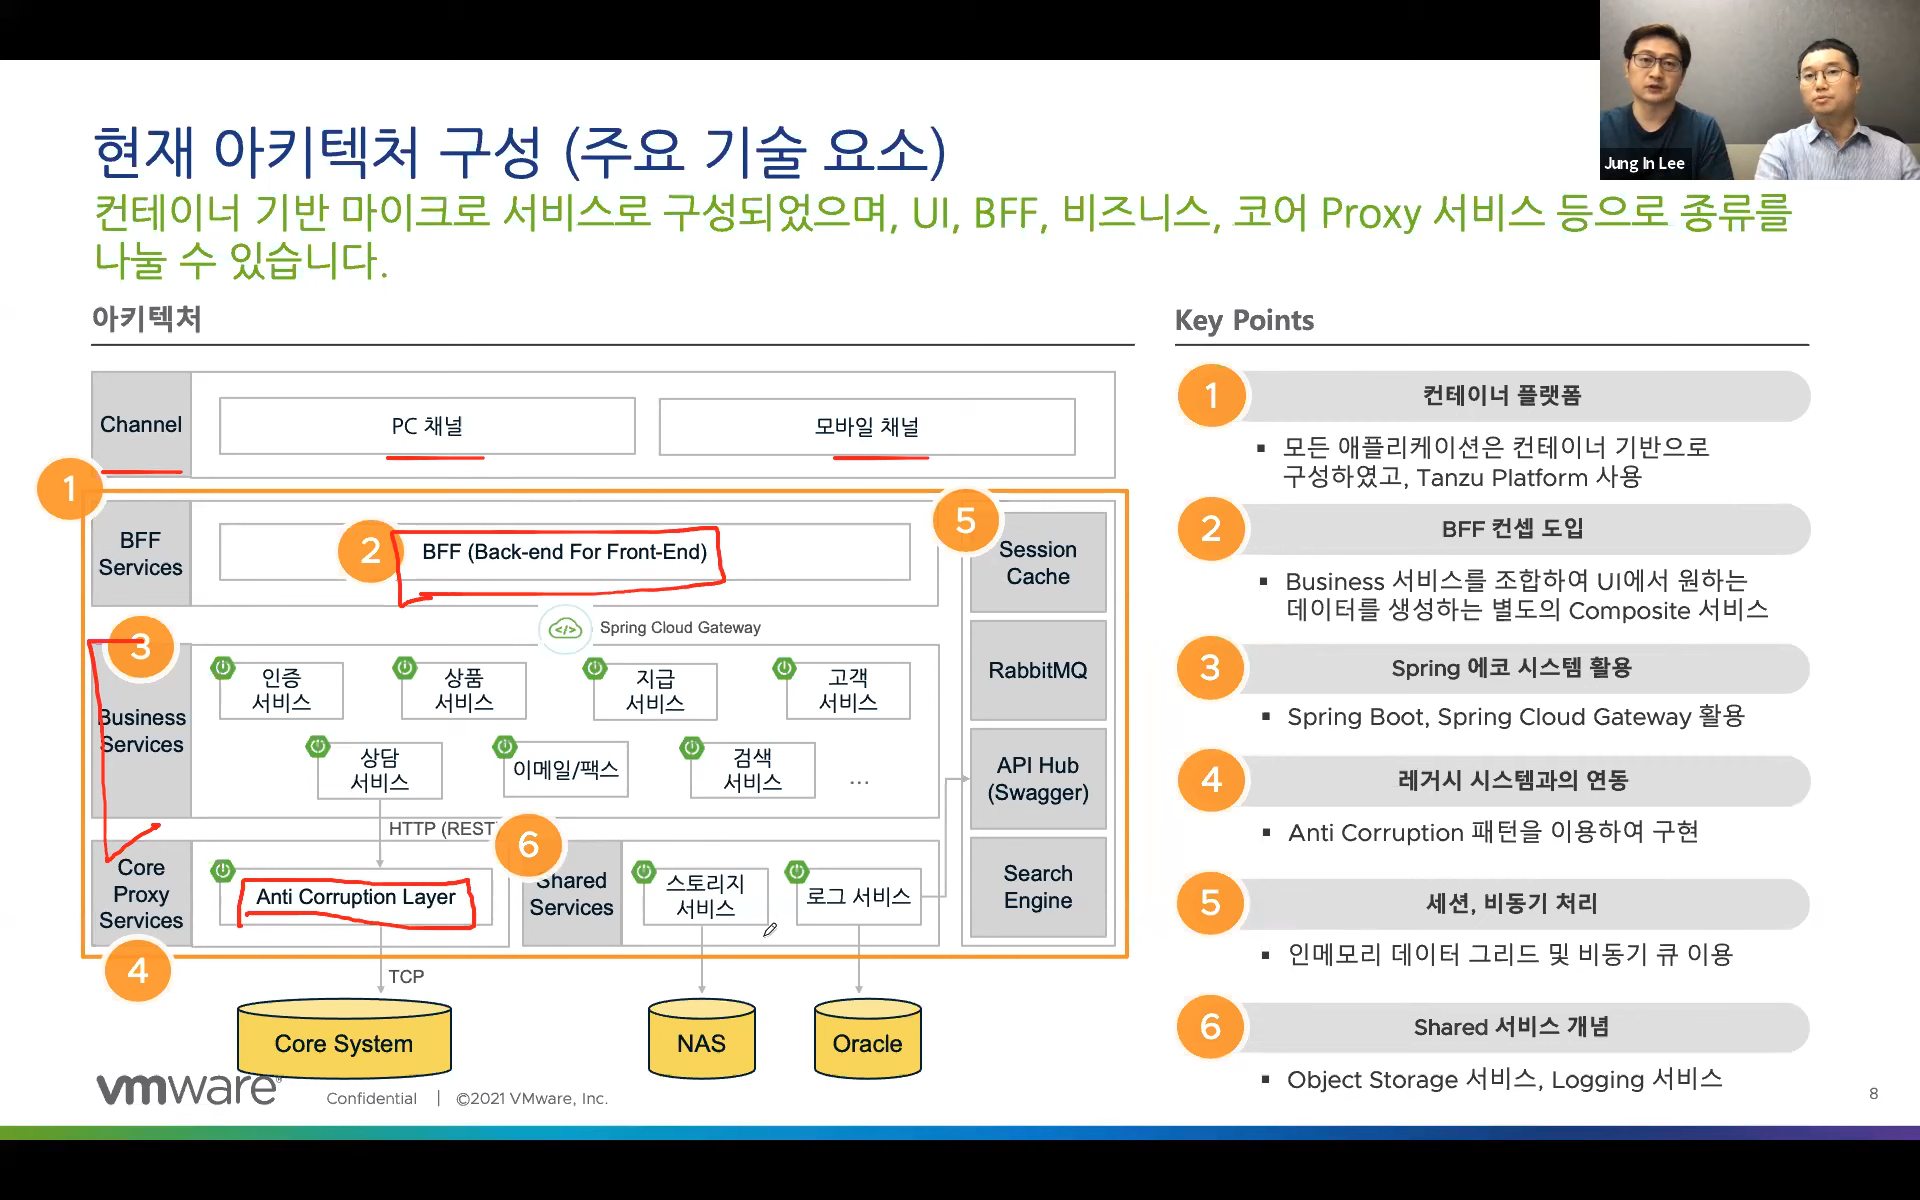 Jung In Lee
현재 아키텍처 구성 (주요 기술 요소)
컨테이너 기반 마이크로 서비스로 구성되었으며, UI, BFF, 비즈니스, 코어 Proxy 서비스 등으로 종류를
나눌 수 있습니다.
아키텍처
Channel
PC 채널
모바일 채널
1
BFF
Services
2
BFF (Back-end For Front-End)
5
Session
Cache
Spring Cloud Gateway
3
Business
Services
인증
서비스
상품
서비스
지급
서비스
고객
서비스
RabbitMQ
상담
서비스
이메일/팩스
검색
서비스
...
API Hub
(Swagger)
HTTP (REST)
6
Core
Proxy
Services
Anti Corruption Layer
Shared
Services
스토리지
서비스
로그 서비스
Search
Engine
4
TCP
Core System
NAS
Oracle
Key Points
1
컨테이너 플랫폼
▪ 모든 애플리케이션은 컨테이너 기반으로
구성하였고, Tanzu Platform 사용
2
BFF 컨셉 도입
▪ Business 서비스를 조합하여 UI에서 원하는
데이터를 생성하는 별도의 Composite 서비스
3
Spring 에코 시스템 활용
▪ Spring Boot, Spring Cloud Gateway 활용
4
레거시 시스템과의 연동
▪ Anti Corruption 패턴을 이용하여 구현
5
세션, 비동기 처리
▪ 인메모리 데이터 그리드 및 비동기 큐 이용
6
Shared 서비스 개념
▪ Object Storage 서비스, Logging 서비스
vmware®
Confidential | ©2021 VMware, Inc.
8